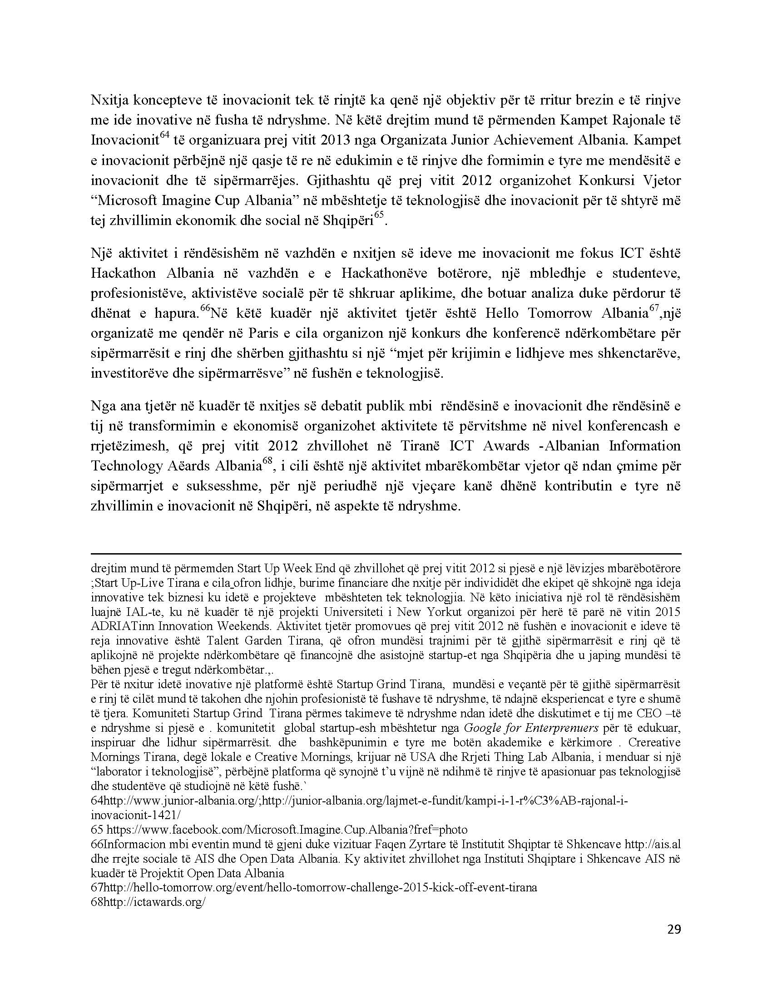 Nxitja koncepteve të inovacionit tek të rinjtë ka qenë një objektiv për të rritur brezin e të rinjve
me ide inovative në fusha të ndryshme. Në këtë drejtim mund të përmenden Kampet Rajonale të
Inovacionit64 të organizuara prej vitit 2013 nga Organizata Junior Achievement Albania. Kampet
e inovacionit përbëjnë një qasje të re në edukimin e të rinjve dhe formimin e tyre me mendësitë e
inovacionit dhe të sipërmarrëjes. Gjithashtu që prej vitit 2012 organizohet Konkursi Vjetor
“Microsoft Imagine Cup Albania” në mbështetje të teknologjisë dhe inovacionit për të shtyrë më
tej zhvillimin ekonomik dhe social në Shqipëri65.
Një aktivitet i rëndësishëm në vazhdën e nxitjen së ideve me inovacionit me fokus ICT është
Hackathon Albania në vazhdën e e Hackathonëve botërore, një mbledhje e studenteve,
profesionistëve, aktivistëve socialë për të shkruar aplikime, dhe botuar analiza duke përdorur të
dhënat e hapura.66Në këtë kuadër një aktivitet tjetër është Hello Tomorrow Albania67,një
organizatë me qendër në Paris e cila organizon një konkurs dhe konferencë ndërkombëtare për
sipërmarrësit e rinj dhe shërben gjithashtu si një “mjet për krijimin e lidhjeve mes shkenctarëve,
investitorëve dhe sipërmarrësve” në fushën e teknologjisë.
Nga ana tjetër në kuadër të nxitjes së debatit publik mbi  rëndësinë e inovacionit dhe rëndësinë e
tij në transformimin e ekonomisë organizohet aktivitete të përvitshme në nivel konferencash e
rrjetëzimesh, që prej vitit 2012 zhvillohet në Tiranë ICT Awards -Albanian Information
Technology Aëards Albania68, i cili është një aktivitet mbarëkombëtar vjetor që ndan çmime për
sipërmarrjet e suksesshme, për një periudhë një vjeçare kanë dhënë kontributin e tyre në
zhvillimin e inovacionit në Shqipëri, në aspekte të ndryshme.
drejtim mund të përmemden Start Up Week End që zhvillohet që prej vitit 2012 si pjesë e një lëvizjes mbarëbotërore
;Start Up-Live Tirana e cila_ofron lidhje, burime financiare dhe nxitje për individidët dhe ekipet që shkojnë nga ideja
innovative tek biznesi ku idetë e projekteve  mbështeten tek teknologjia. Në këto iniciativa një rol të rëndësishëm
luajnë IAL-te, ku në kuadër të një projekti Universiteti i New Yorkut organizoi për herë të parë në vitin 2015
ADRIATinn Innovation Weekends. Aktivitet tjetër promovues që prej vitit 2012 në fushën e inovacionit e ideve të
reja innovative është Talent Garden Tirana, që ofron mundësi trajnimi për të gjithë sipërmarrësit e rinj që të
aplikojnë në projekte ndërkombëtare që financojnë dhe asistojnë startup-et nga Shqipëria dhe u japing mundësi të
bëhen pjesë e tregut ndërkombëtar.,.
Për të nxitur idetë inovative një platformë është Startup Grind Tirana,  mundësi e veçantë për të gjithë sipërmarrësit
e rinj të cilët mund të takohen dhe njohin profesionistë të fushave të ndryshme, të ndajnë eksperiencat e tyre e shumë
të tjera. Komuniteti Startup Grind  Tirana përmes takimeve të ndryshme ndan idetë dhe diskutimet e tij me CEO –të
e ndryshme si pjesë e . komunitetit  global startup-esh mbështetur nga Google for Enterprenuers për të edukuar,
inspiruar dhe lidhur sipërmarrësit. dhe  bashkëpunimin e tyre me botën akademike e kërkimore . Crereative
Mornings Tirana, degë lokale e Creative Mornings, krijuar në USA dhe Rrjeti Thing Lab Albania, i menduar si një
“laborator i teknologjisë”, përbëjnë platforma që synojnë t’u vijnë në ndihmë të rinjve të apasionuar pas teknologjisë
dhe studentëve që studiojnë në këtë fushë.`
64http://www.junior-albania.org/;http://junior-albania.org/lajmet-e-fundit/kampi-i-1-r%C3%AB-rajonal-i-
inovacionit-1421/
65 https://www.facebook.com/Microsoft.Imagine.Cup.Albania?fref=photo
66Informacion mbi eventin mund të gjeni duke vizituar Faqen Zyrtare të Institutit Shqiptar të Shkencave http://ais.al
dhe rrejte sociale të AIS dhe Open Data Albania. Ky aktivitet zhvillohet nga Instituti Shqiptare i Shkencave AIS në
kuadër të Projektit Open Data Albania
67http://hello-tomorrow.org/event/hello-tomorrow-challenge-2015-kick-off-event-tirana
68http://ictawards.org/
29